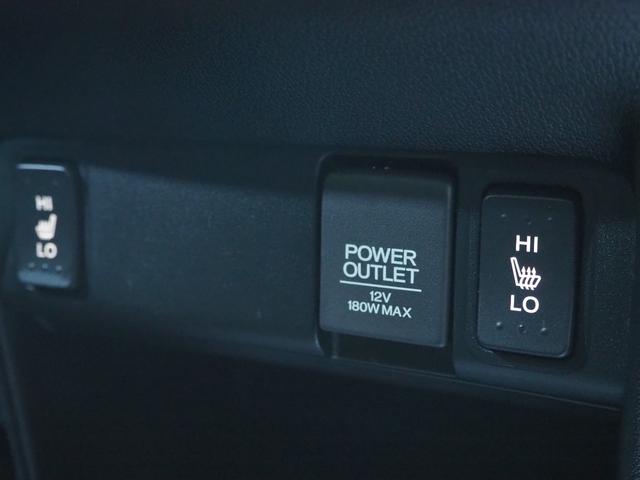 HI
LO
POWER
OUTLET
12V
180W MAX
HI
LO